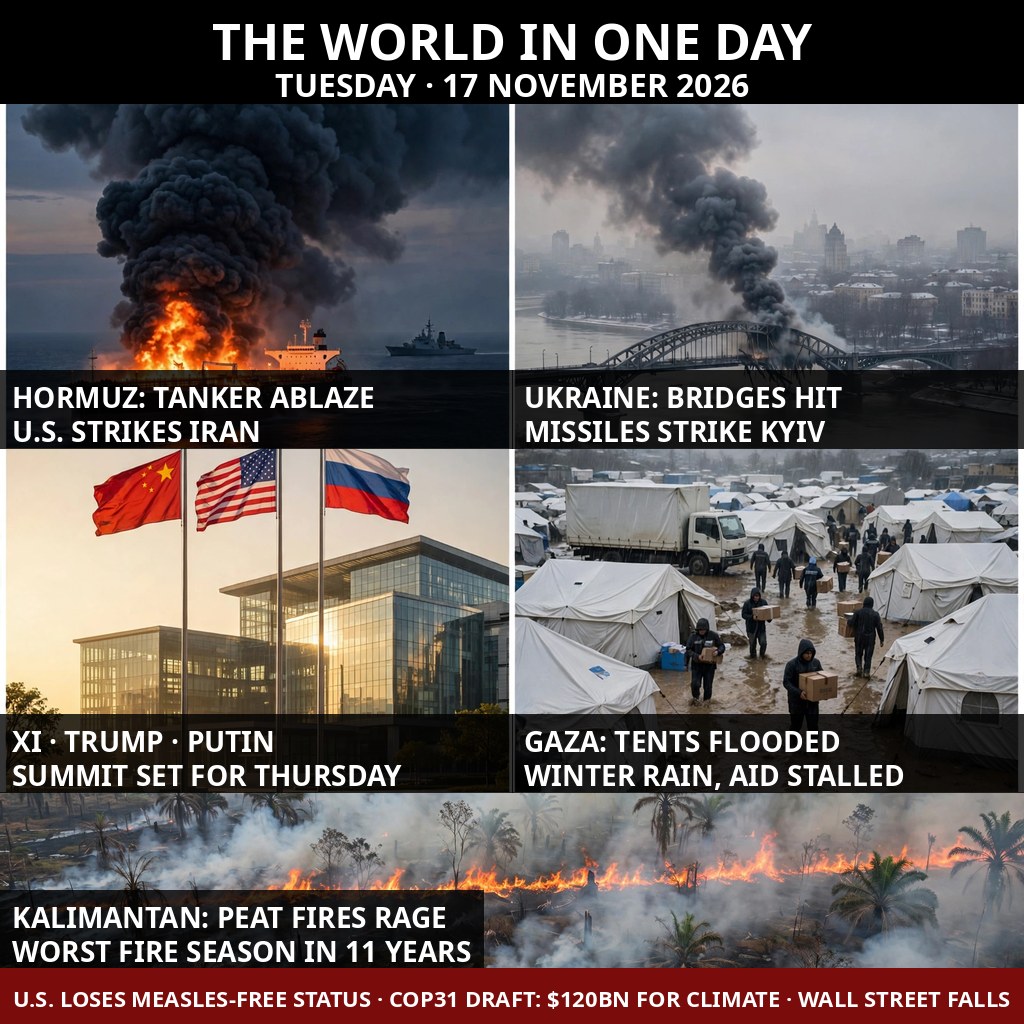 THE WORLD IN ONE DAY
TUESDAY · 17 NOVEMBER 2026
HORMUZ: TANKER ABLAZE
U.S. STRIKES IRAN
UKRAINE: BRIDGES HIT
MISSILES STRIKE KYIV
XI · TRUMP · PUTIN
SUMMIT SET FOR THURSDAY
GAZA: TENTS FLOODED
WINTER RAIN, AID STALLED
KALIMANTAN: PEAT FIRES RAGE
WORST FIRE SEASON IN 11 YEARS
U.S. LOSES MEASLES-FREE STATUS · COP31 DRAFT: $120BN FOR CLIMATE · WALL STREET FALLS